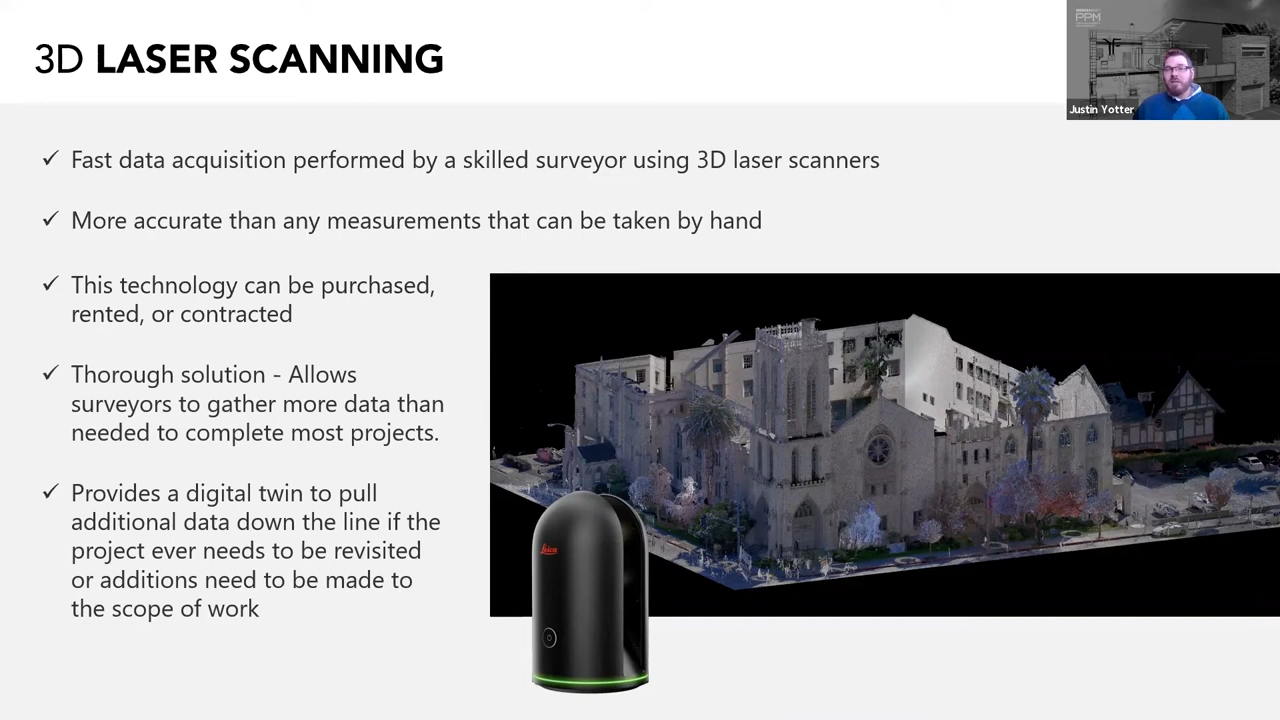 3D LASER SCANNING
PPM
Justin Yotter
✓ Fast data acquisition performed by a skilled surveyor using 3D laser scanners
✓ More accurate than any measurements that can be taken by hand
✓ This technology can be purchased,
rented, or contracted
✓ Thorough solution - Allows
surveyors to gather more data than
needed to complete most projects.
✓ Provides a digital twin to pull
additional data down the line if the
project ever needs to be revisited
or additions need to be made to
the scope of work
Leica